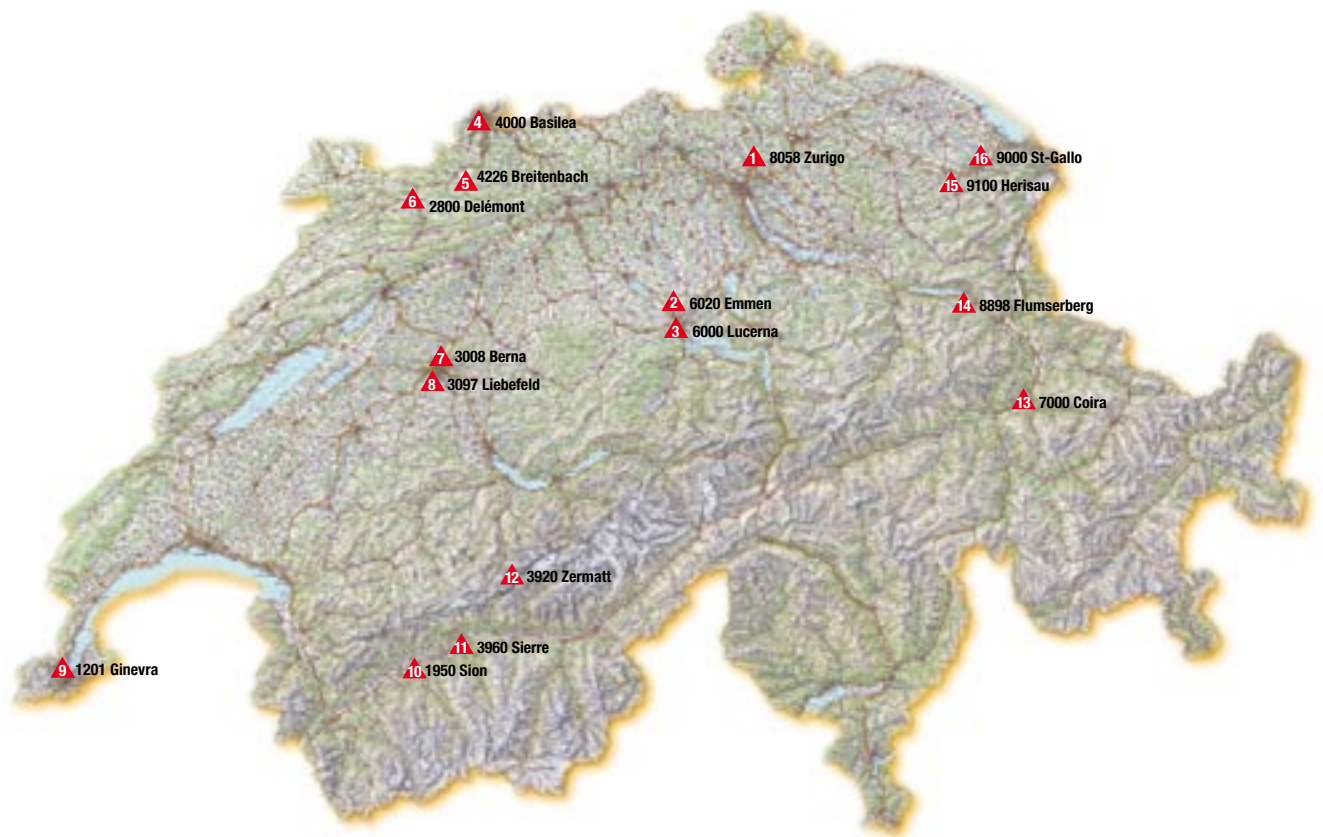 4 4000 Basilea
1 8058 Zurigo
16 9000 St-Gallo
5 4226 Breitenbach
15 9100 Herisau
6 2800 Delémont
2 6020 Emmen
14 8898 Flumserberg
3 6000 Lucerna
7 3008 Berna
8 3097 Liebefeld
13 7000 Coira
12 3920 Zermatt
11 3960 Sierre
9 1201 Ginevra
10 1950 Sion